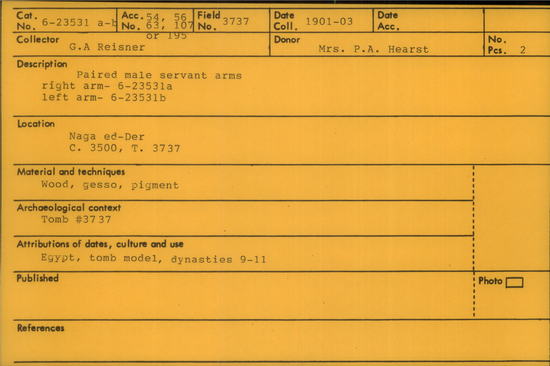 Cat. No. 6-23531 a-b Acc. No. 54, 56 63, 107 or 195 Field No. 3737 Date Coll. 1901-03 Date Acc.
Collector G.A Reisner Donor Mrs. P.A. Hearst No. Pcs. 2
Description
Paired male servant arms
right arm- 6-23531a
left arm- 6-23531b
Location
Naga ed-Der
C. 3500, T. 3737
Material and techniques
Wood, gesso, pigment
Archaeological context
Tomb #3737
Attributions of dates, culture and use
Egypt, tomb model, dynasties 9-11
Published
Photo
References